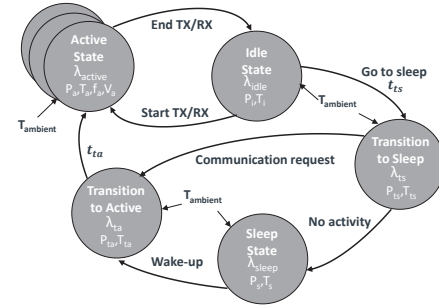 End TX/RX
Active
State
λactive
Pa,Ta,fa,Va
Idle
State
λidle
Pi,Ti
Go to sleep
tts
Tambient
Start TX/RX
Tambient
tta
Communication request
Transition
to Sleep
λts
Pts,Tts
Transition
to Active
λta
Pta,Tta
Tambient
No activity
Sleep
State
λsleep
Ps,Ts
Wake-up